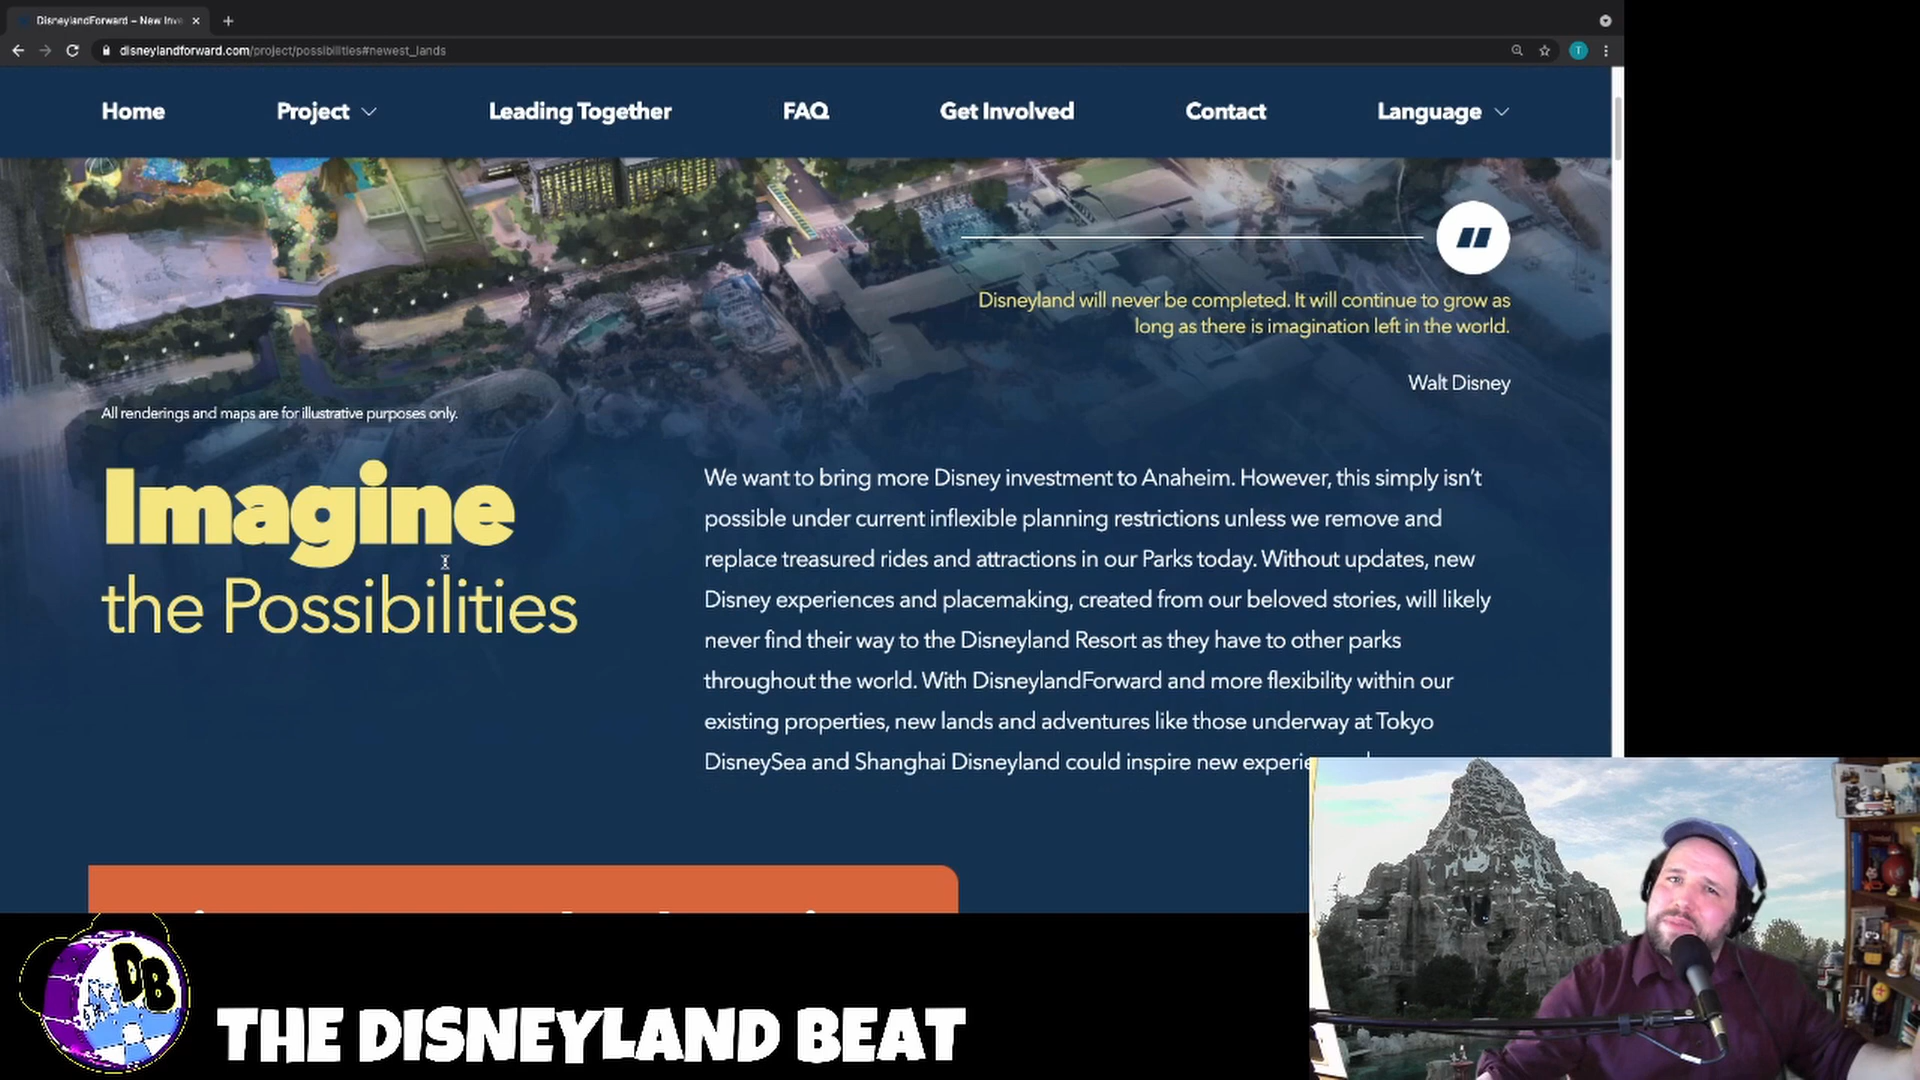 DisneylandForward – New Inve
disneylandforward.com/project/possibilities#newest_lands
T
Home
Project
Leading Together
FAQ
Get Involved
Contact
Language
Disneyland will never be completed. It will continue to grow as
long as there is imagination left in the world.
Walt Disney
All renderings and maps are for illustrative purposes only.
Imagine
the Possibilities
We want to bring more Disney investment to Anaheim. However, this simply isn't
possible under current inflexible planning restrictions unless we remove and
replace treasured rides and attractions in our Parks today. Without updates, new
Disney experiences and placemaking, created from our beloved stories, will likely
never find their way to the Disneyland Resort as they have to other parks
throughout the world. With DisneylandForward and more flexibility within our
existing properties, new lands and adventures like those underway at Tokyo
DisneySea and Shanghai Disneyland could inspire new experie
DB
THE DISNEYLAND BEAT